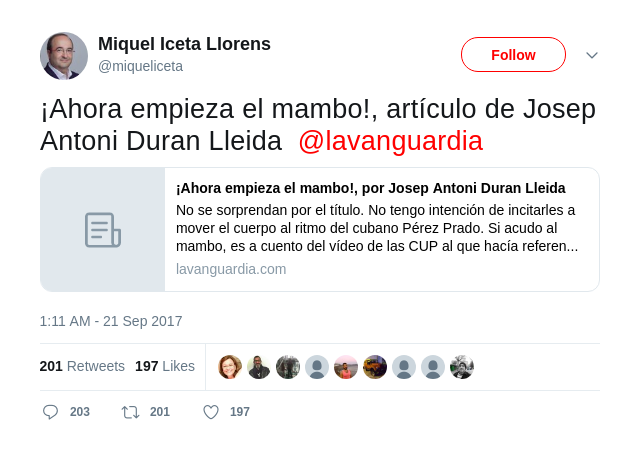 Miquel Iceta Llorens
@miqueliceta
Follow
¡Ahora empieza el mambo!, artículo de Josep
Antoni Duran Lleida @lavanguardia
¡Ahora empieza el mambo!, por Josep Antoni Duran Lleida
No se sorprendan por el título. No tengo intención de incitarles a
mover el cuerpo al ritmo del cubano Pérez Prado. Si acudo al
mambo, es a cuento del vídeo de las CUP al que hacía referen...
lavanguardia.com
1:11 AM - 21 Sep 2017
201 Retweets 197 Likes
203 201 197